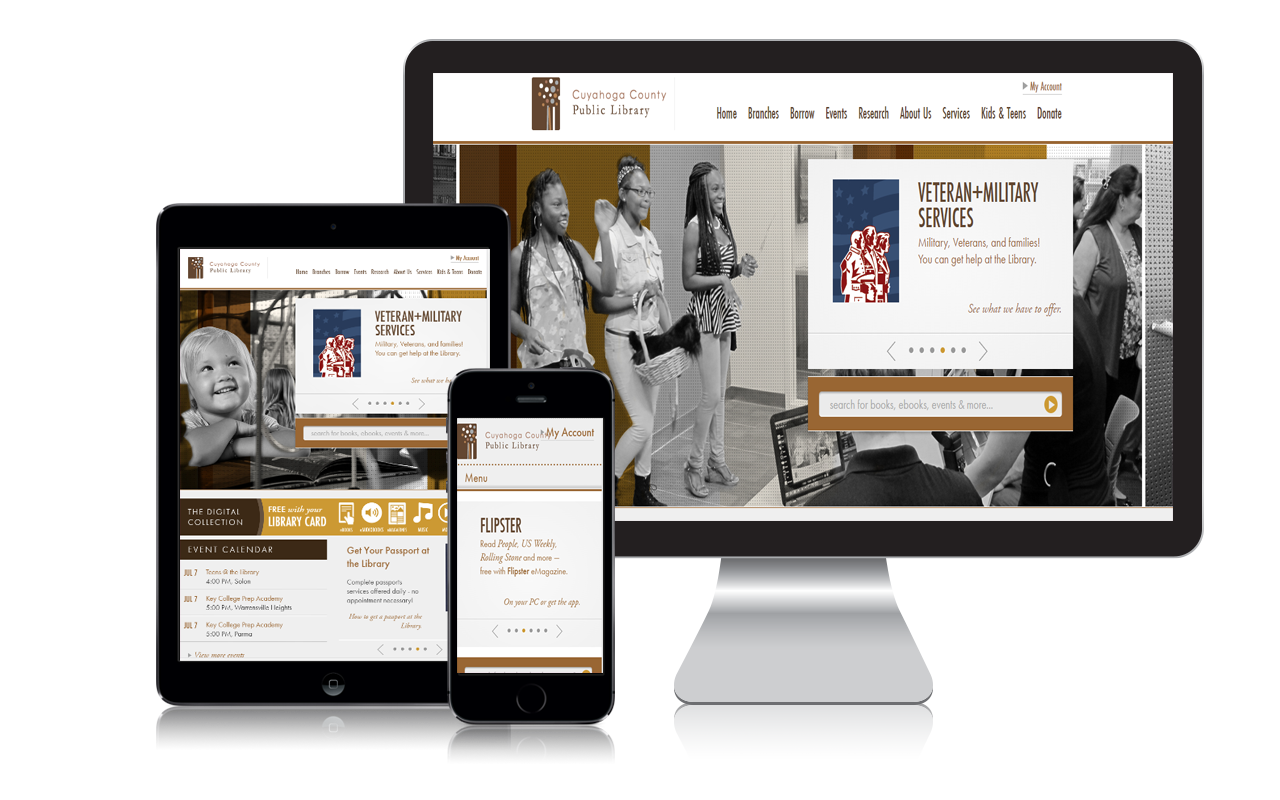 Cuyahoga County
Public Library
My Account
Home Branches Borrow Events Research About Us Services Kids & Teens Donate
VETERAN+MILITARY
SERVICES
Military, Veterans, and families!
You can get help at the Library.
See what we have to offer.
search for books, ebooks, events & more...
Cuyahoga County
Public Library
My Account
Home Branches Borrow Events Research About Us Services Kids & Teens Donate
VETERAN+MILITARY
SERVICES
Military, Veterans, and families!
You can get help at the Library.
See what we ha
search for books, ebooks, events & more...
THE DIGITAL
COLLECTION
FREE with your
LIBRARY CARD
eBOOKS eAUDIOBOOKS eMAGAZINES MUSIC
EVENT CALENDAR
JUL 7 Teens @ the Library
4:00 PM, Solon
JUL 7 Key College Prep Academy
5:00 PM, Warrensville Heights
JUL 7 Key College Prep Academy
5:00 PM, Parma
View more events
Get Your Passport at
the Library
Complete passports
services offered daily - no
appointment necessary!
How to get a passport at the
Library.
Cuyahoga County
Public Library
My Account
Menu
FLIPSTER
Read People, US Weekly,
Rolling Stone and more —
free with Flipster eMagazine.
On your PC or get the app.